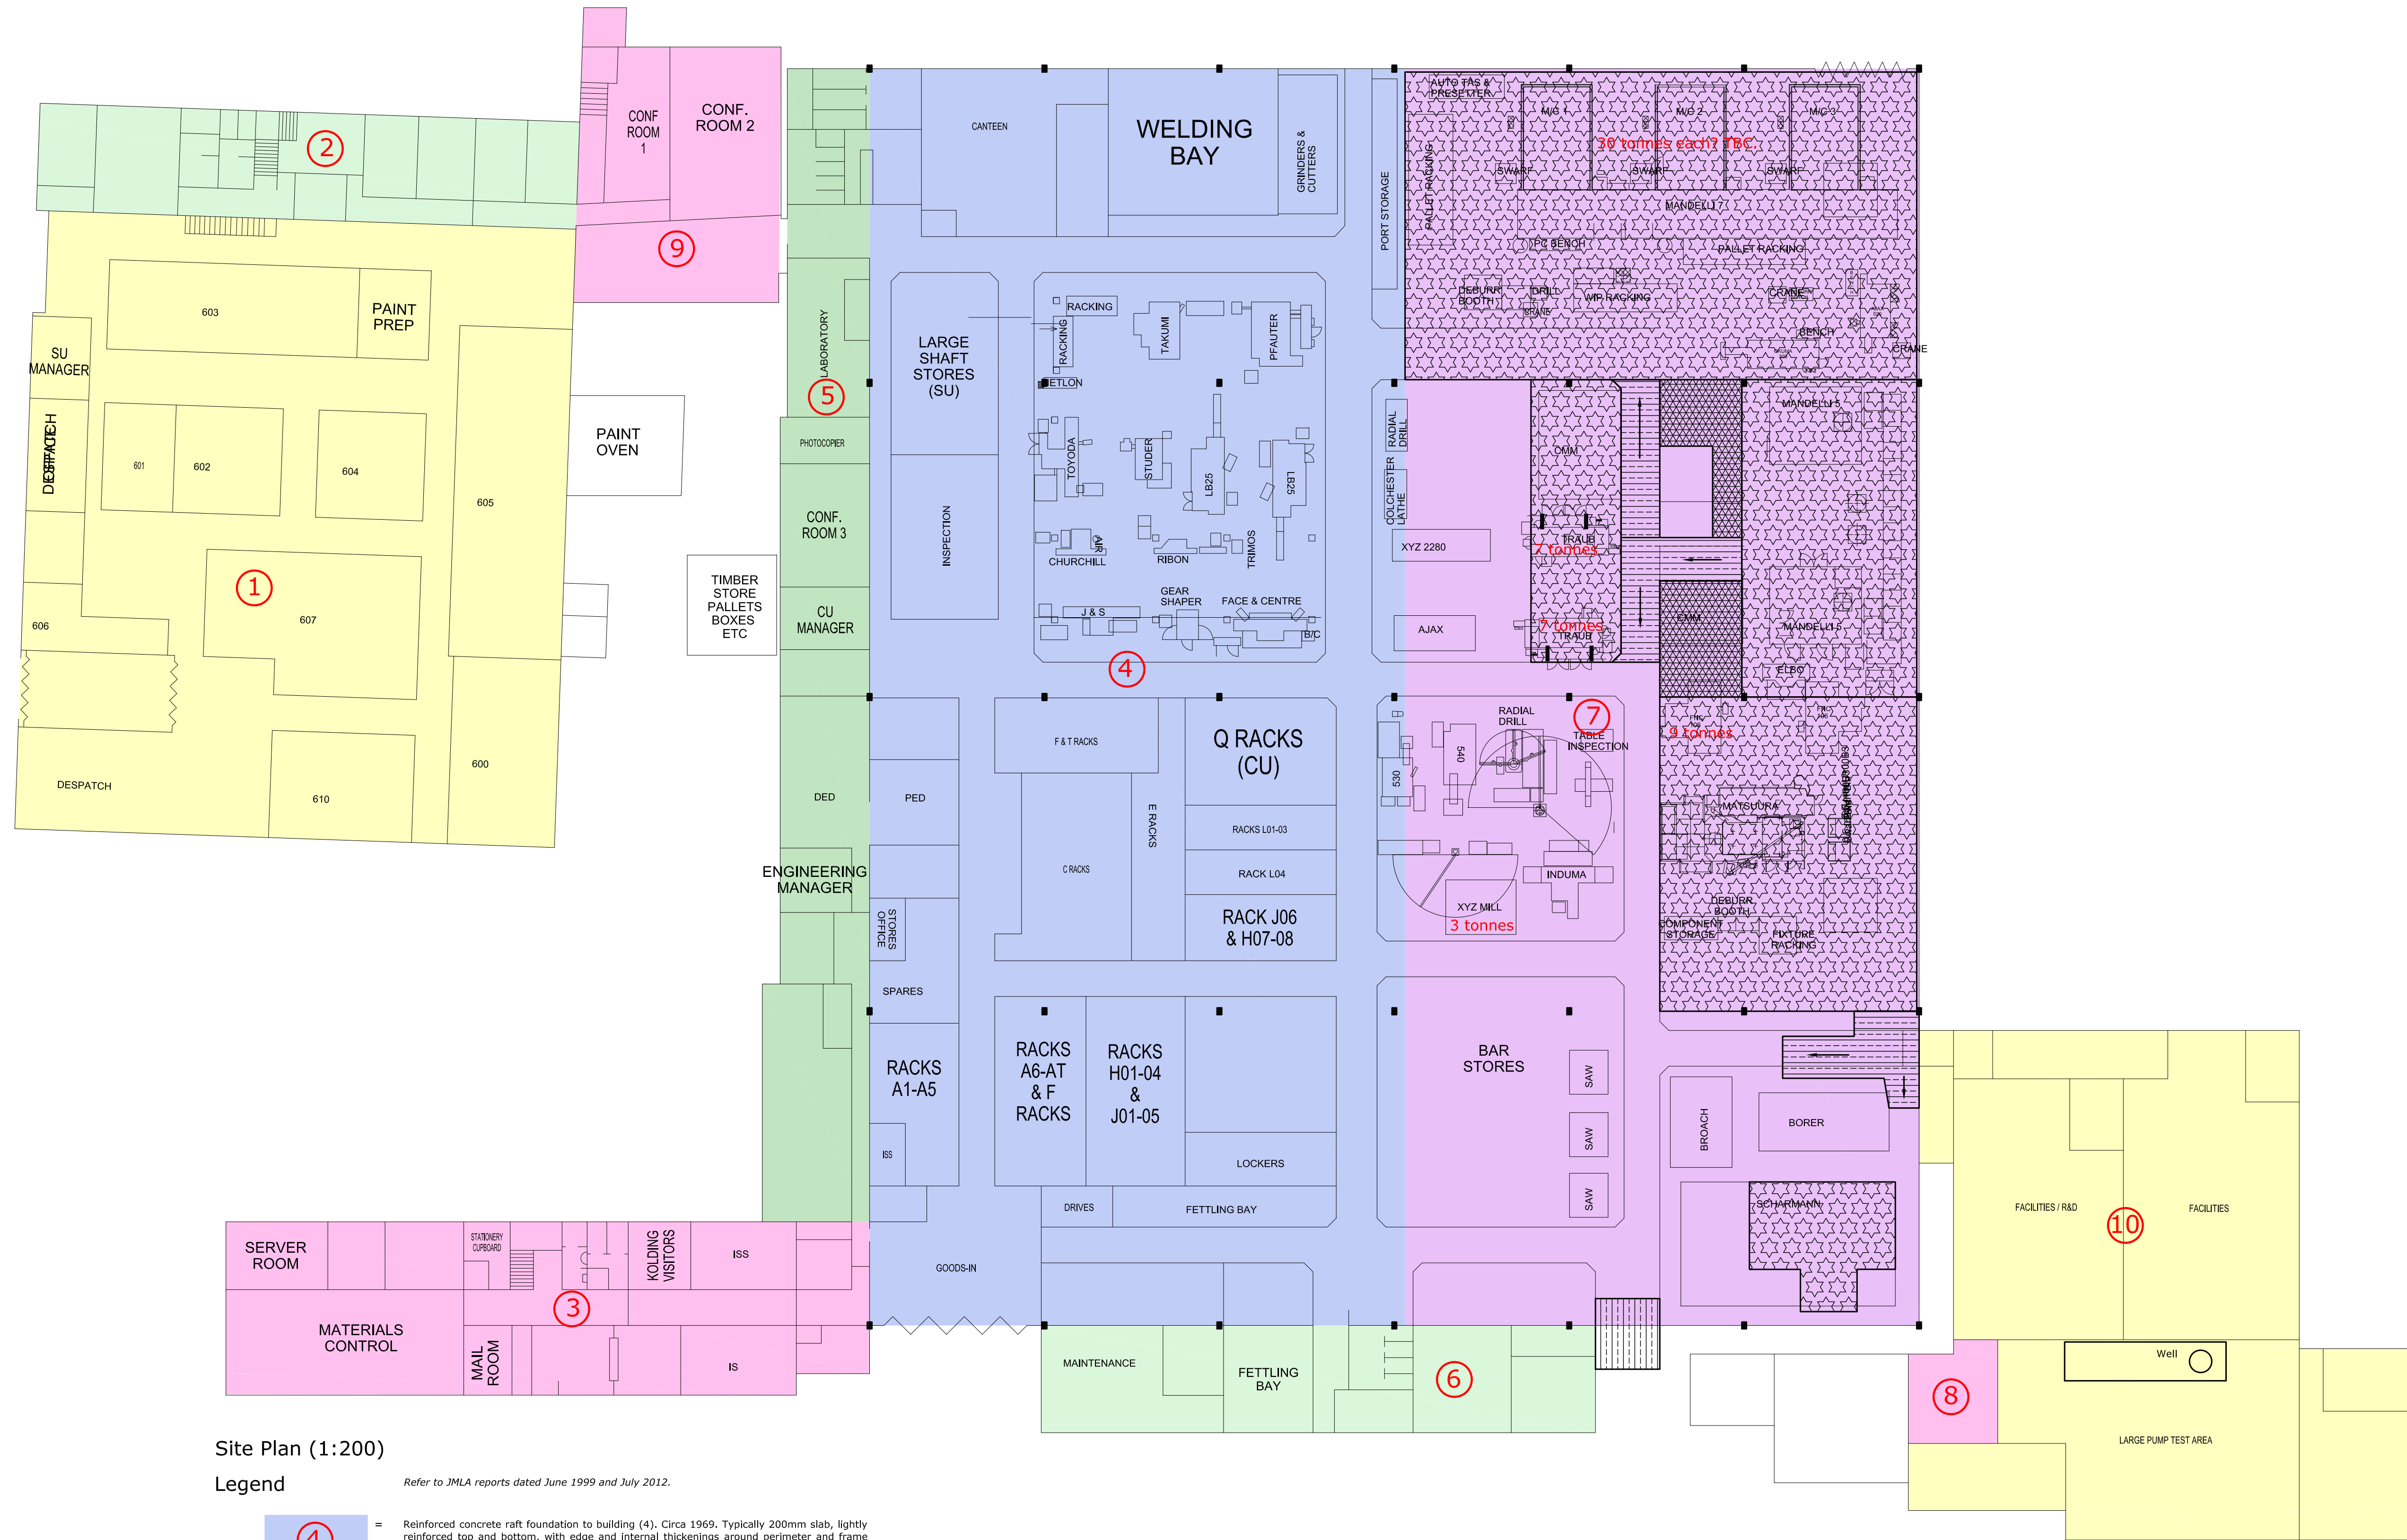 CONF
ROOM
1
CONF.
ROOM 2
2
9
603
PAINT
PREP
SU
MANAGER
601
602
604
605
PAINT
OVEN
1
606
607
TIMBER
STORE
PALLETS
BOXES
ETC
DESPATCH
610
600
CANTEEN
WELDING
BAY
GRINDERS &
CUTTERS
PORT STORAGE
LABORATORY
5
PHOTOCOPIER
CONF.
ROOM 3
CU
MANAGER
DED
ENGINEERING
MANAGER
LARGE
SHAFT
STORES
(SU)
INSPECTION
RACKING
RACKING
TAKUMI
PFAUTER
ETLON
TOYODA
STUDER
LB25
LB25
CHURCHILL
AIR
RIBON
TRIMOS
J & S
GEAR
SHAPER
FACE & CENTRE
B/C
4
RADIAL
DRILL
COLCHESTER
LATHE
XYZ 2280
AJAX
AUTO TAS &
PRESETTER
M/C 1
M/C 2
M/C 3
30 tonnes each? TBC.
PALLET RACKING
SWARF
SWARF
SWARF
MANDELLI 7
PC BENCH
PALLET RACKING
DEBURR
BOOTH
DRILL
CRANE
WIP RACKING
CRANE
BENCH
CRANE
CMM
TRAUB
7 tonnes
7 tonnes
TRAUB
MANDELLI 5
CMM
MANDELLI 5
ELBO
PED
F & T RACKS
Q RACKS
(CU)
E RACKS
C RACKS
RACKS L01-03
RACK L04
RACK J06
& H07-08
STORES
OFFICE
SPARES
530
540
RADIAL
DRILL
7
TABLE
INSPECTION
INDUMA
XYZ MILL
3 tonnes
9 tonnes
MATSUURA
DEBURR
BOOTH
COMPONENT
STORAGE
FIXTURE
RACKING
RACKS
A1-A5
RACKS
A6-AT
& F
RACKS
RACKS
H01-04
&
J01-05
ISS
LOCKERS
DRIVES
FETTLING BAY
BAR
STORES
SAW
SAW
SAW
BROACH
BORER
SCHARMANN
FACILITIES / R&D
10
FACILITIES
SERVER
ROOM
STATIONERY
CUPBOARD
KOLDING
VISITORS
ISS
GOODS-IN
3
MATERIALS
CONTROL
MAIL
ROOM
IS
MAINTENANCE
FETTLING
BAY
6
8
Well
LARGE PUMP TEST AREA
Site Plan (1:200)
Legend
Refer to JMLA reports dated June 1999 and July 2012.
4
= Reinforced concrete raft foundation to building (4). Circa 1969. Typically 200mm slab, lightly
reinforced top and bottom, with edge and internal thickenings around perimeter and frame